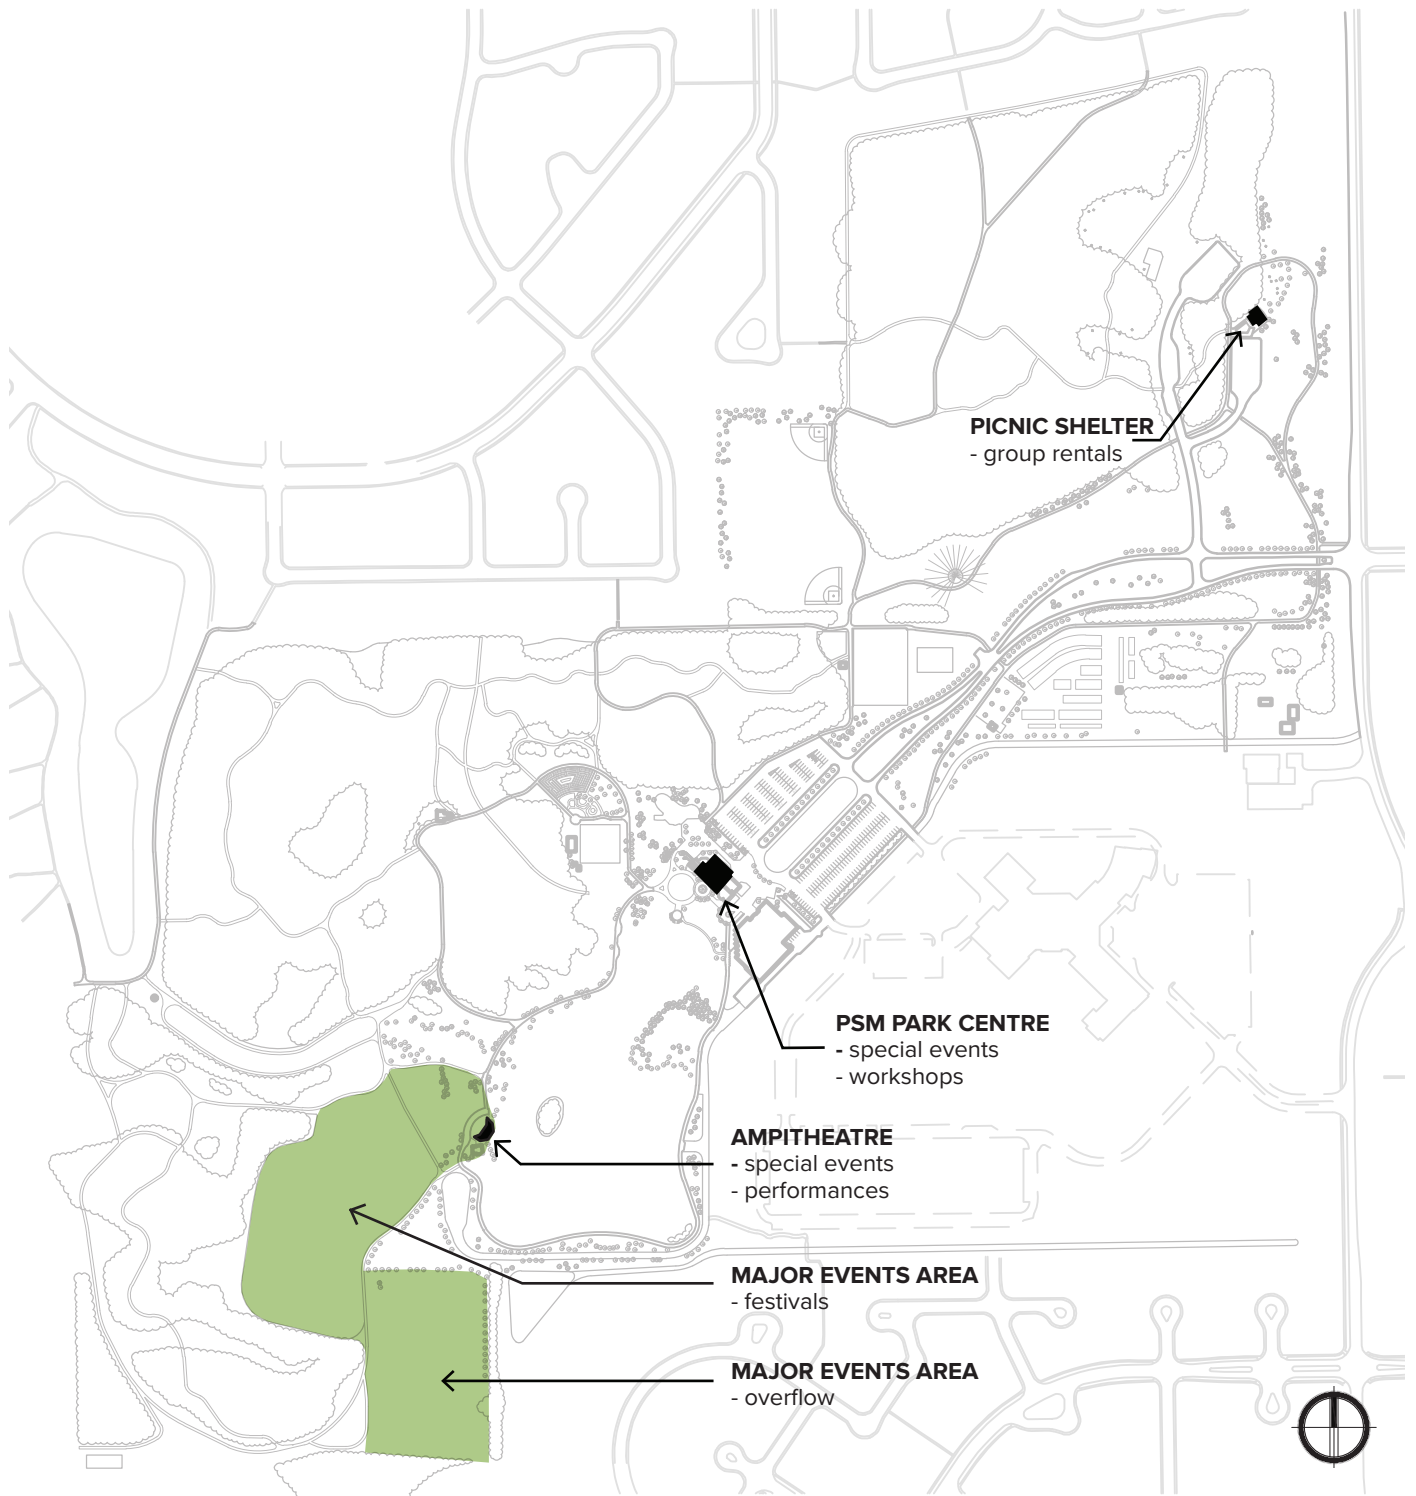 PICNIC SHELTER
- group rentals
PSM PARK CENTRE
- special events
- workshops
AMPITHEATRE
- special events
- performances
MAJOR EVENTS AREA
- festivals
MAJOR EVENTS AREA
- overflow